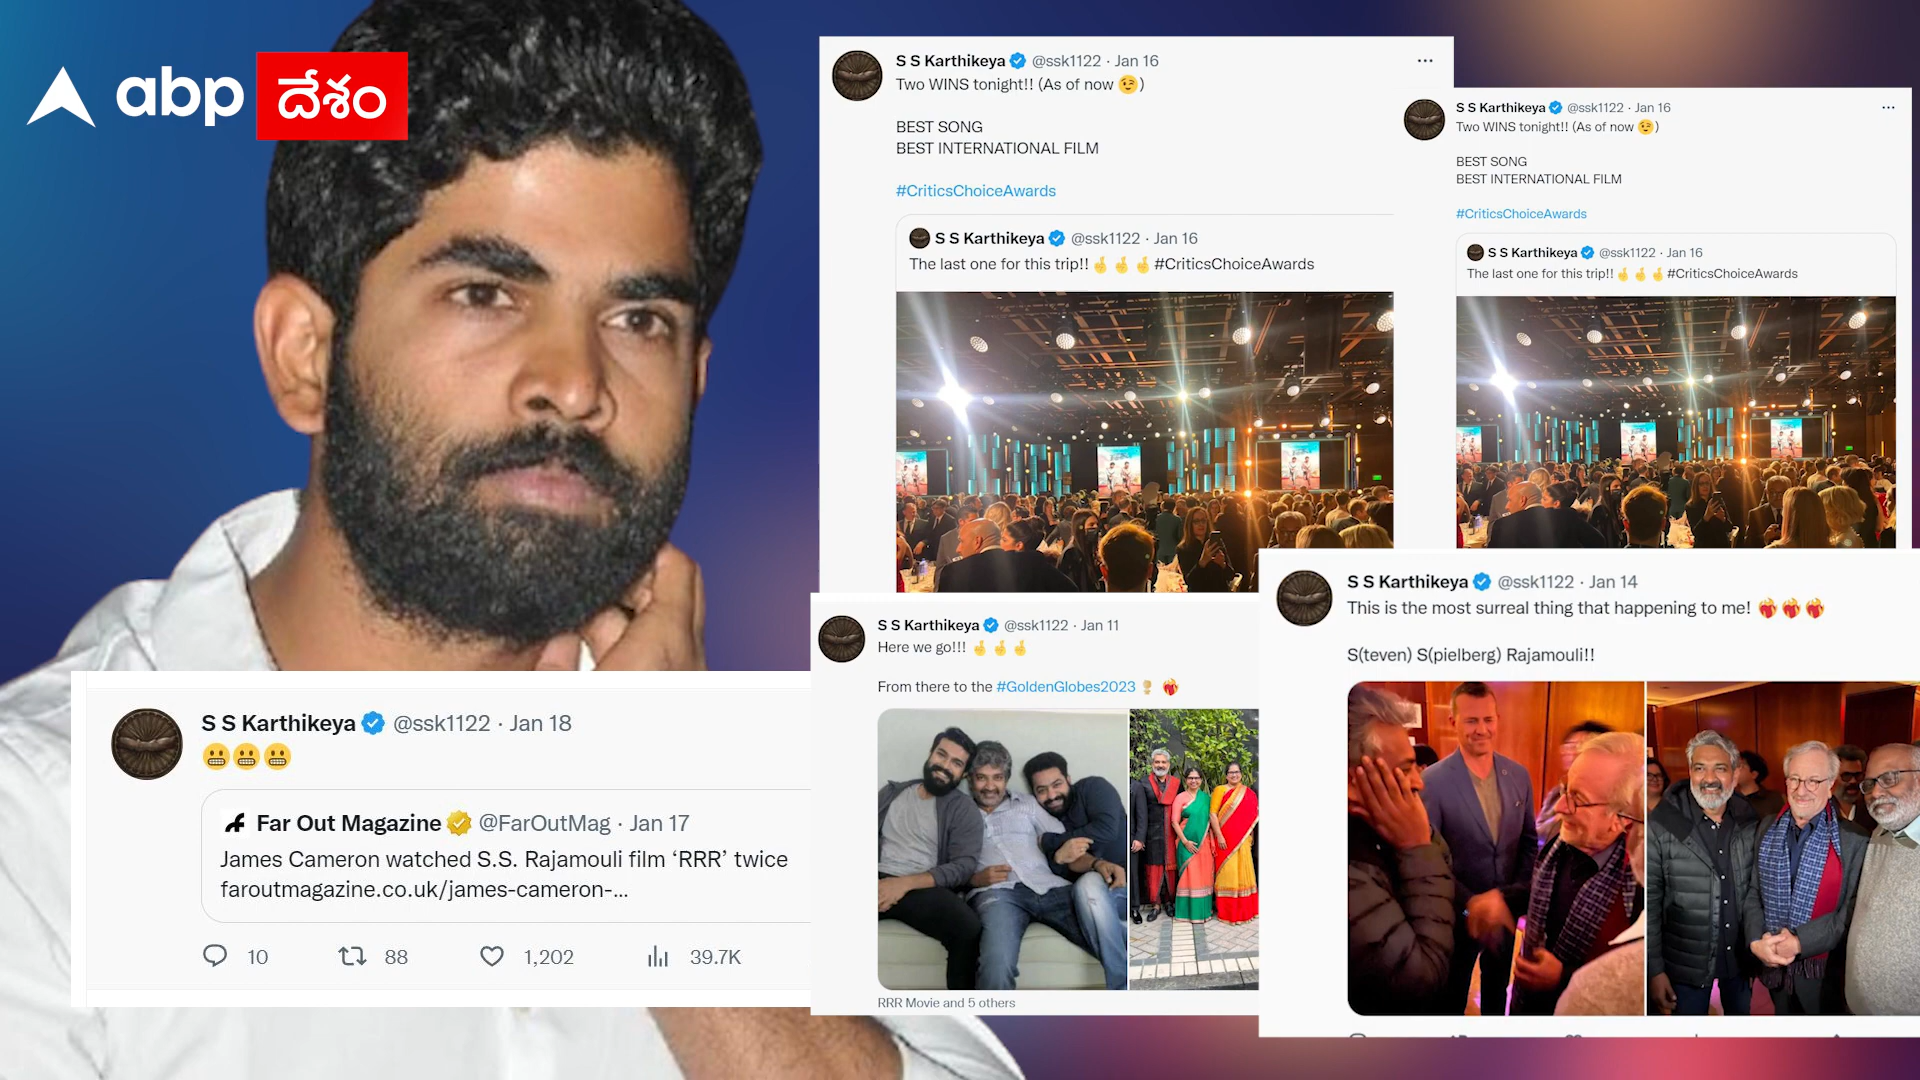 abp దేశం
S S Karthikeya @ssk1122 · Jan 16
Two WINS tonight!! (As of now 😉)
BEST SONG
BEST INTERNATIONAL FILM
#CriticsChoiceAwards
S S Karthikeya @ssk1122 · Jan 16
The last one for this trip!! 🤞🤞🤞#CriticsChoiceAwards
S S Karthikeya @ssk1122 · Jan 16
Two WINS tonight!! (As of now 😉)
BEST SONG
BEST INTERNATIONAL FILM
#CriticsChoiceAwards
S S Karthikeya @ssk1122 · Jan 16
The last one for this trip!! 🤞🤞🤞#CriticsChoiceAwards
S S Karthikeya @ssk1122 · Jan 18
😬😬😬
Far Out Magazine @FarOutMag · Jan 17
James Cameron watched S.S. Rajamouli film ‘RRR’ twice
faroutmagazine.co.uk/james-cameron-...
10 88 1,202 39.7K
S S Karthikeya @ssk1122 · Jan 11
Here we go!!! 🤞🤞🤞
From there to the #GoldenGlobes2023 ❤️‍🔥
RRR Movie and 5 others
S S Karthikeya @ssk1122 · Jan 14
This is the most surreal thing that happening to me! ❤️‍🔥❤️‍🔥❤️‍🔥
S(teven) S(pielberg) Rajamouli!!